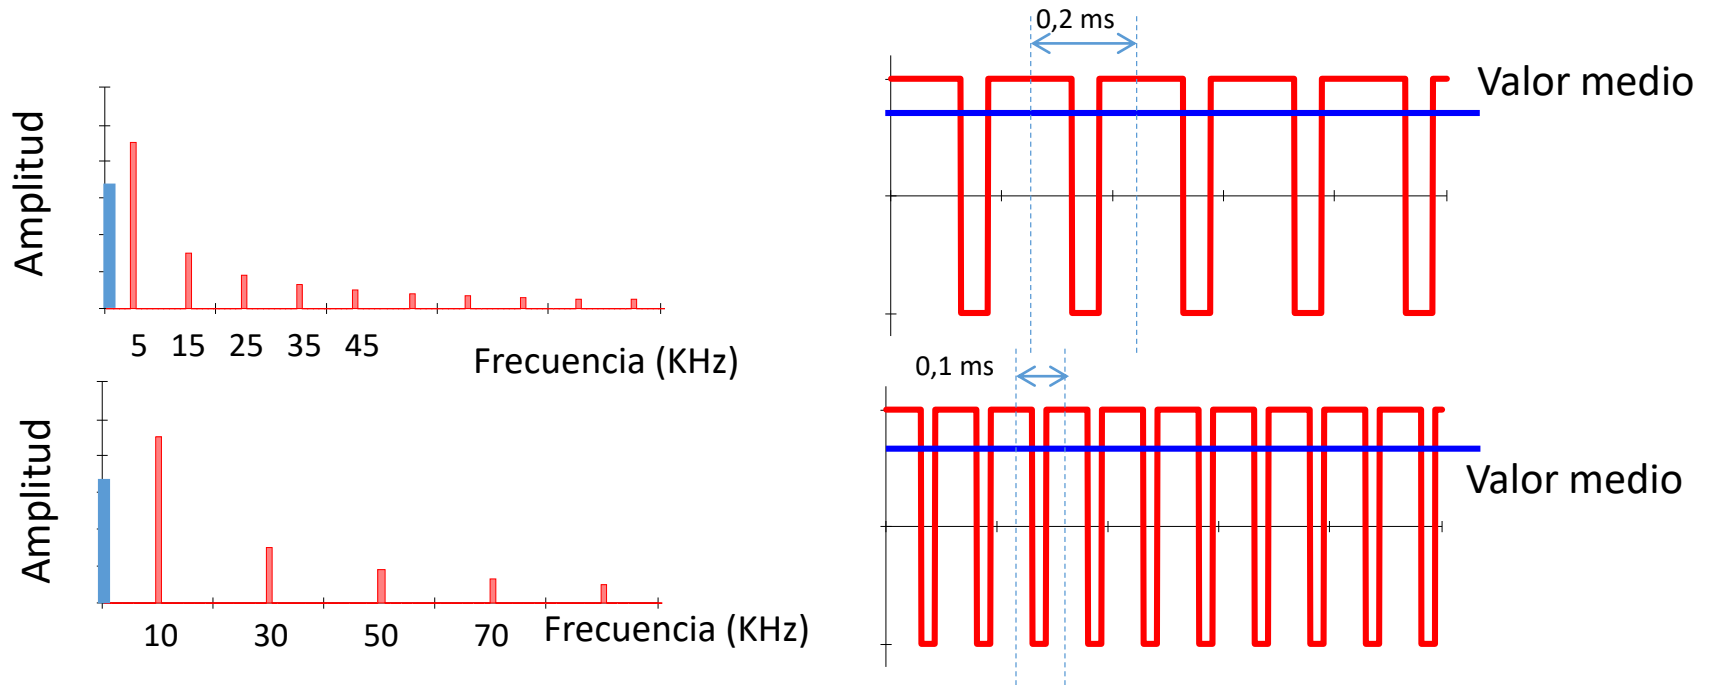 Amplitud
5 15 25 35 45
Frecuencia (KHz)
0,2 ms
Valor medio
Amplitud
10 30 50 70
Frecuencia (KHz)
0,1 ms
Valor medio